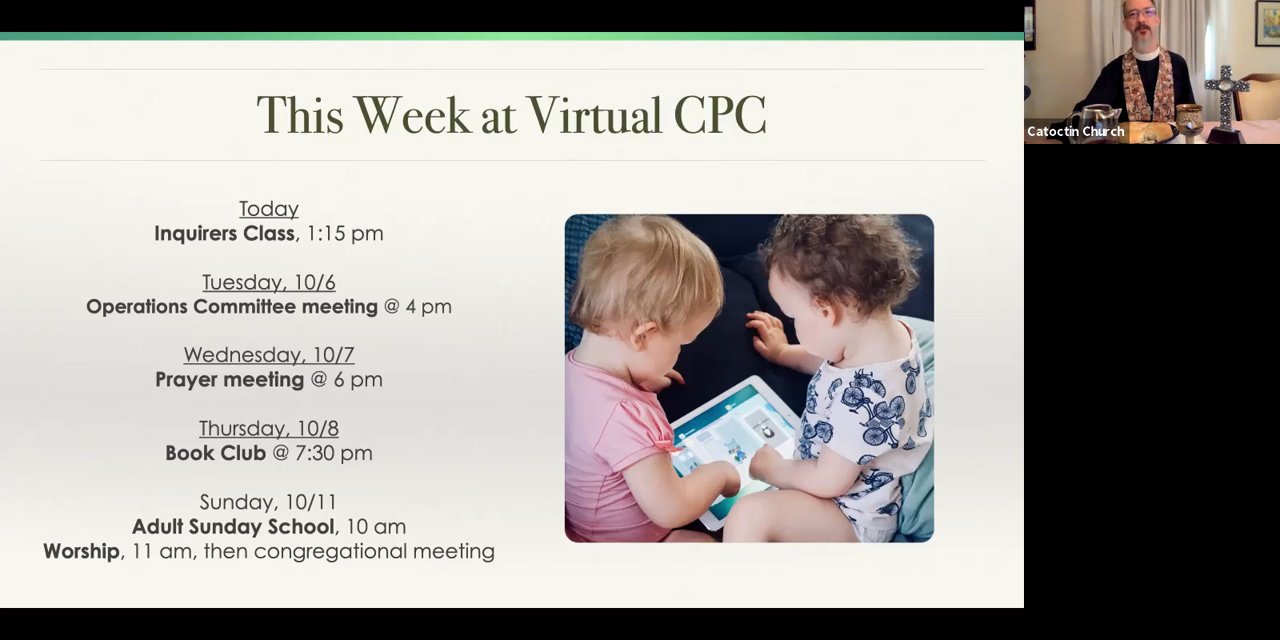 This Week at Virtual CPC
Today
Inquirers Class, 1:15 pm
Tuesday, 10/6
Operations Committee meeting @ 4 pm
Wednesday, 10/7
Prayer meeting @ 6 pm
Thursday, 10/8
Book Club @ 7:30 pm
Sunday, 10/11
Adult Sunday School, 10 am
Worship, 11 am, then congregational meeting
Catoctin Church